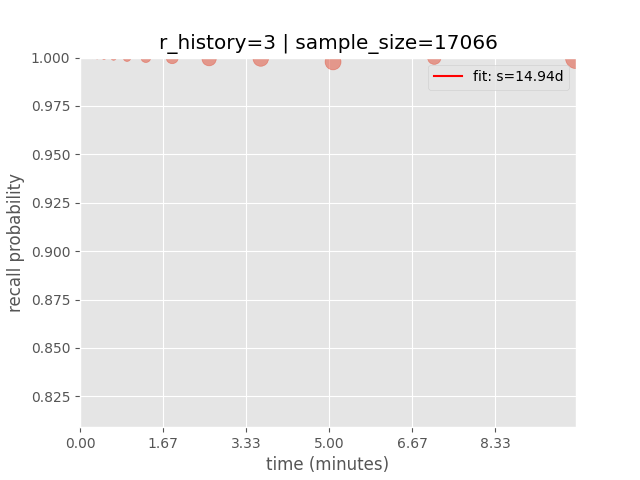 r_history=3 | sample_size=17066
fit: s=14.94d
1.000
0.975
0.950
0.925
0.900
0.875
0.850
0.825
recall probability
0.00 1.67 3.33 5.00 6.67 8.33
time (minutes)